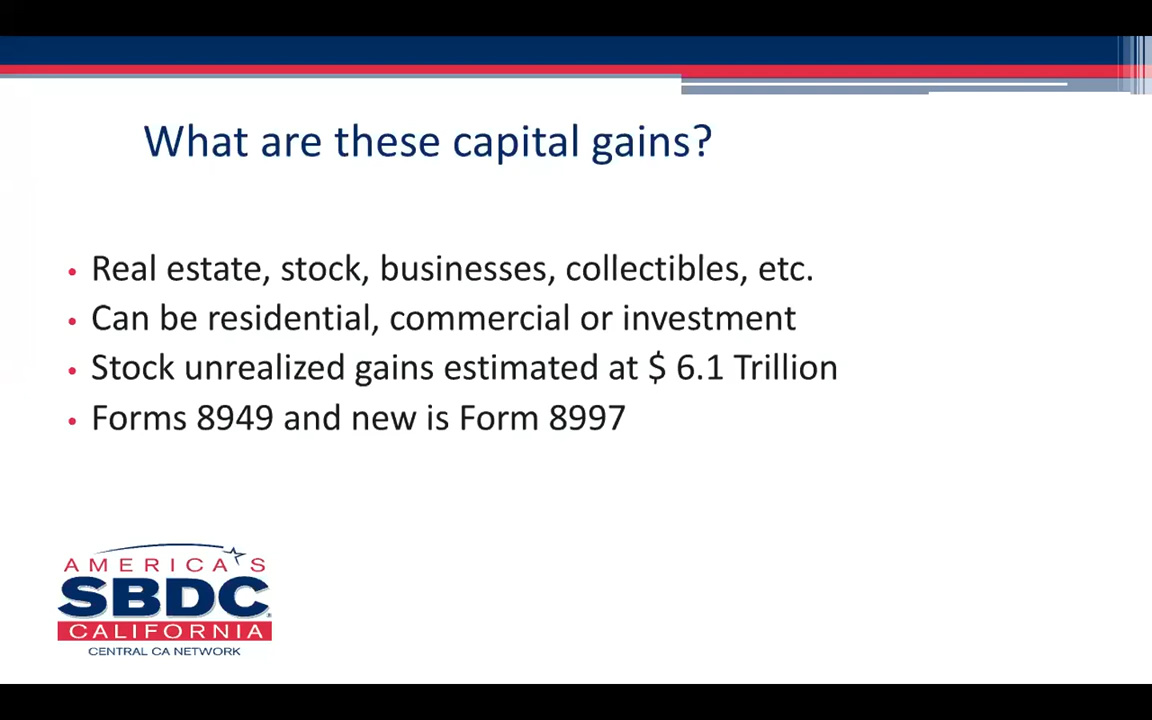 What are these capital gains?
• Real estate, stock, businesses, collectibles, etc.
• Can be residential, commercial or investment
• Stock unrealized gains estimated at $ 6.1 Trillion
• Forms 8949 and new is Form 8997
AMERICA'S
SBDC
CALIFORNIA
CENTRAL CA NETWORK